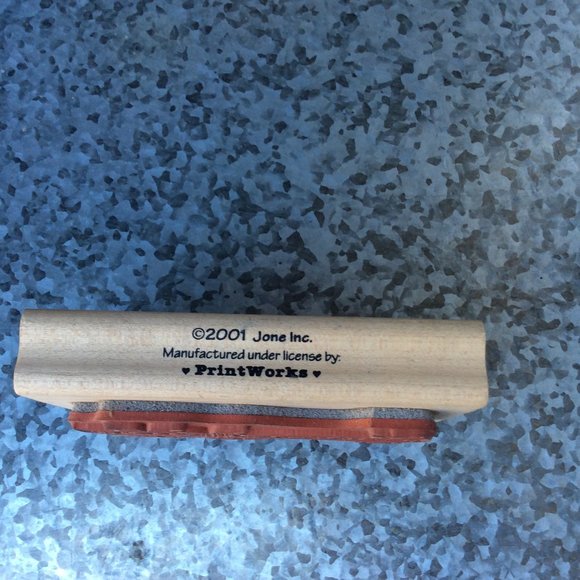 ©2001 Jone Inc.
Manufactured under license by:
♥ PrintWorks ♥